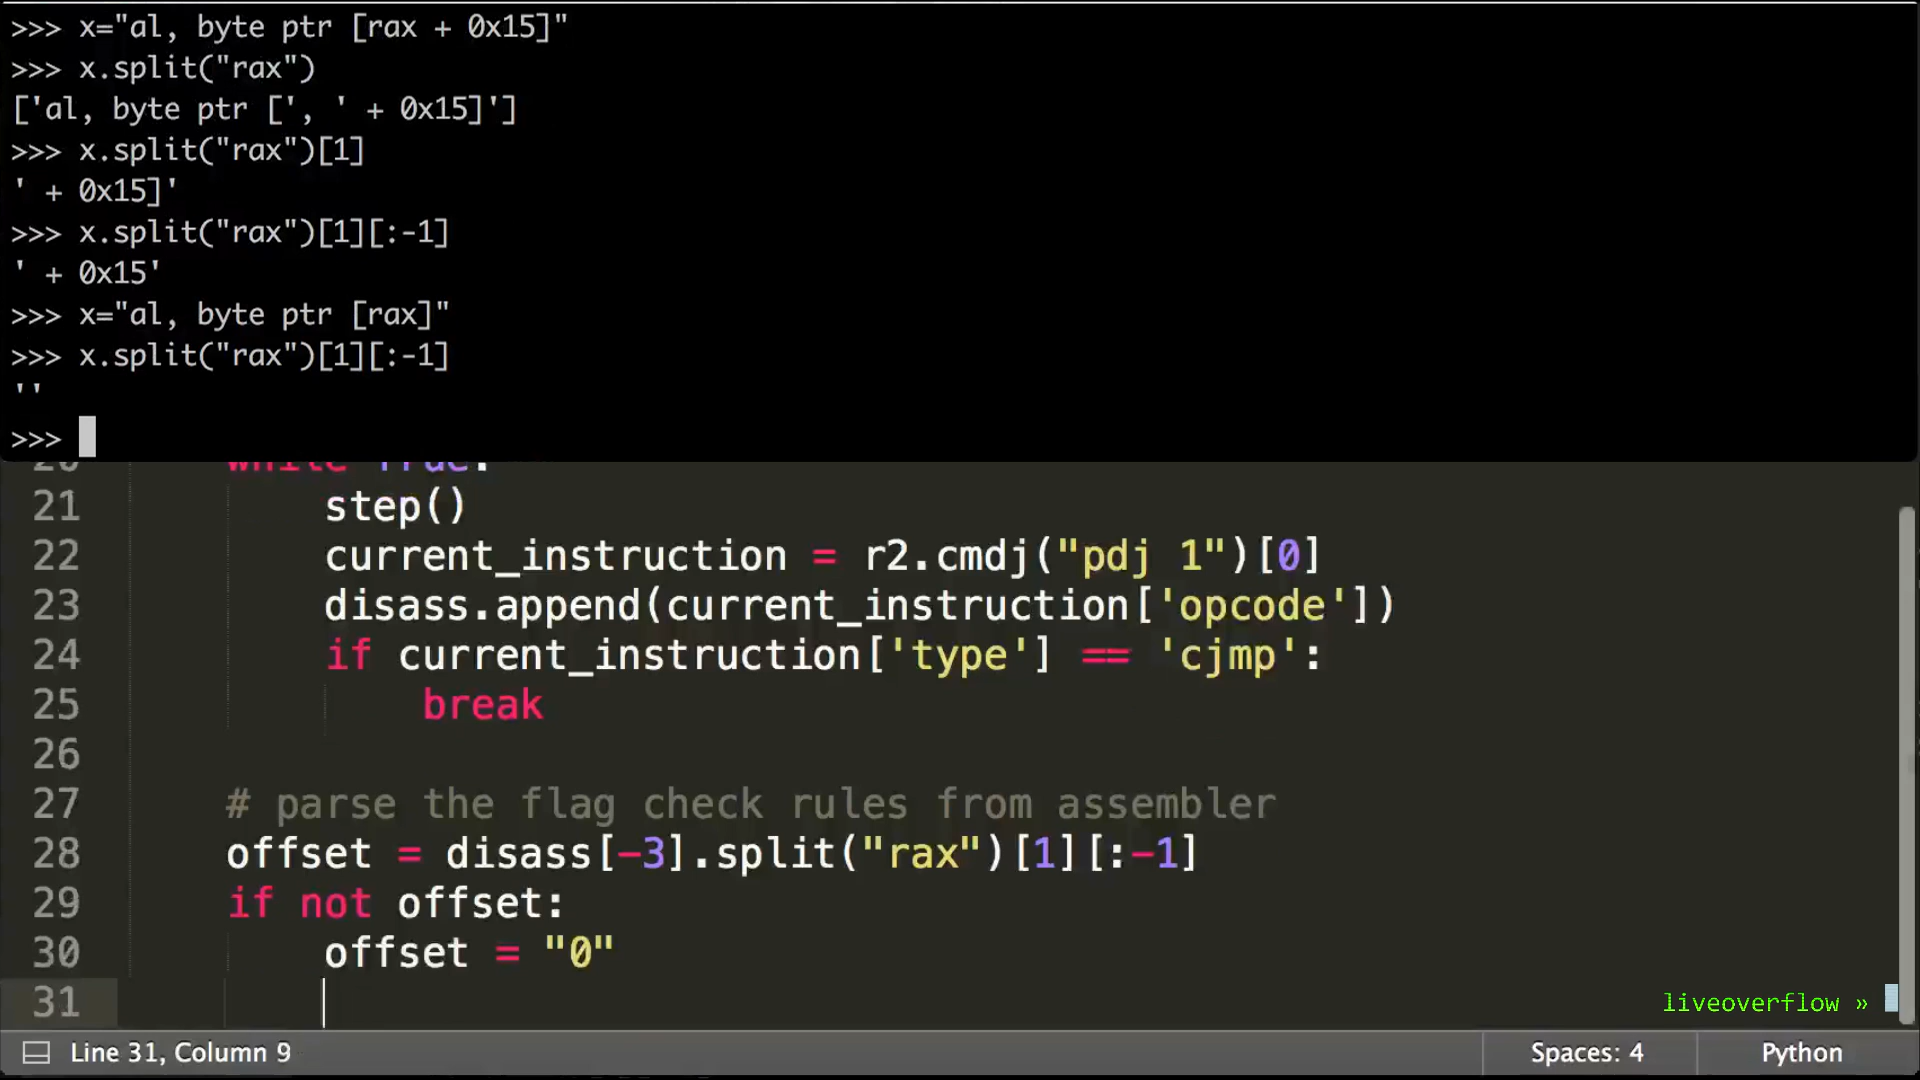 >>> x="al, byte ptr [rax + 0x15]"
>>> x.split("rax")
['al, byte ptr [', ' + 0x15]']
>>> x.split("rax")[1]
' + 0x15]'
>>> x.split("rax")[1][:-1]
' + 0x15'
>>> x="al, byte ptr [rax]"
>>> x.split("rax")[1][:-1]
''
>>>
20 while True:
21 step()
22 current_instruction = r2.cmdj("pdj 1")[0]
23 disass.append(current_instruction['opcode'])
24 if current_instruction['type'] == 'cjmp':
25 break
26
27 # parse the flag check rules from assembler
28 offset = disass[-3].split("rax")[1][:-1]
29 if not offset:
30 offset = "0"
31
liveoverflow »
Line 31, Column 9
Spaces: 4
Python